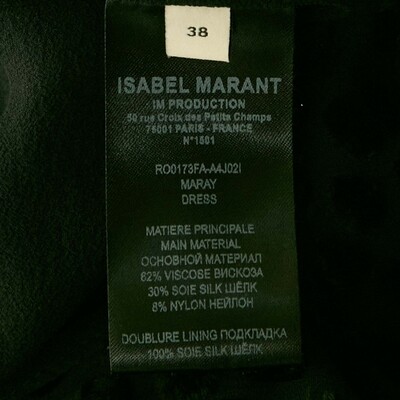 38
ISABEL MARANT
IM PRODUCTION
50 rue Croix des Petits Champs
75001 PARIS - FRANCE
N°1501
RO0173FA-A4J02I
MARAY
DRESS
MATIERE PRINCIPALE
MAIN MATERIAL
ОСНОВНОЙ МАТЕРИАЛ
62% VISCOSE ВИСКОЗА
30% SOIE SILK ШЁЛК
8% NYLON НЕЙЛОН
DOUBLURE LINING ПОДКЛАДКА
100% SOIE SILK ШЁЛК